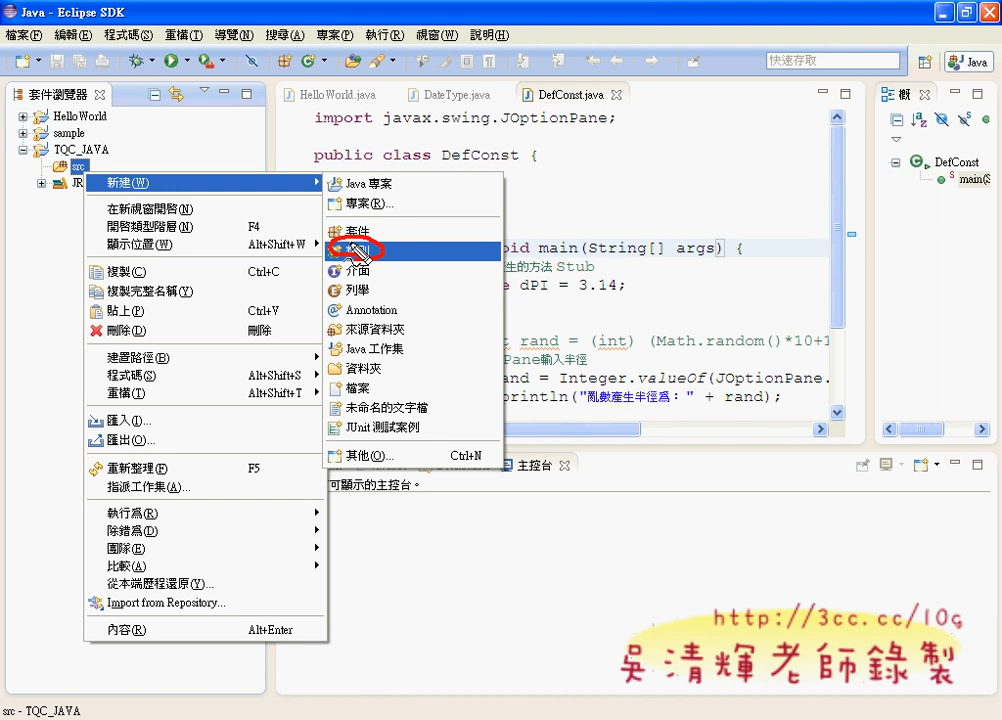 Java - Eclipse SDK
檔案(F) 編輯(E) 程式碼(S) 重構(T) 導覽(N) 搜尋(A) 專案(P) 執行(R) 視窗(W) 說明(H)
快速存取
Java
套件瀏覽器
HelloWorld
sample
TQC_JAVA
src
JR
新建(W)
在新視窗開啟(N)
開啟類型階層(N) F4
顯示位置(W) Alt+Shift+W
複製(C) Ctrl+C
複製完整名稱(Y)
貼上(P) Ctrl+V
刪除(D) 刪除
建置路徑(B)
程式碼(S) Alt+Shift+S
重構(T) Alt+Shift+T
匯入(I)...
匯出(O)...
重新整理(F) F5
指派工作集(A)...
執行為(R)
除錯為(D)
團隊(E)
比較(A)
從本端歷程還原(Y)...
Import from Repository...
內容(R) Alt+Enter
Java 專案
專案(R)...
套件
介面
列舉
Annotation
來源資料夾
Java 工作集
資料夾
檔案
未命名的文字檔
JUnit 測試案例
其他(O)... Ctrl+N
HelloWorld.java DateType.java DefConst.java
import javax.swing.JOptionPane;
public class DefConst {
oid main(String[] args) {
生的方法 Stub
e dPI = 3.14;
t rand = (int) (Math.random()*10+1
Pane輸入半徑
and = Integer.valueOf(JOptionPane.
println("亂數產生半徑為：" + rand);
概
DefConst
main(S
主控台
可顯示的主控台。
http://3cc.cc/10g
吳清輝老師錄製
src - TQC_JAVA